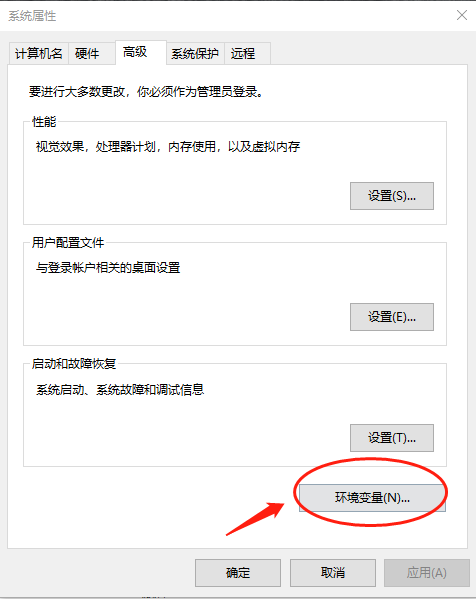 系统属性
计算机名 硬件 高级 系统保护 远程
要进行大多数更改，你必须作为管理员登录。
性能
视觉效果，处理器计划，内存使用，以及虚拟内存
设置(S)...
用户配置文件
与登录帐户相关的桌面设置
设置(E)...
启动和故障恢复
系统启动、系统故障和调试信息
设置(T)...
环境变量(N)...
确定 取消 应用(A)